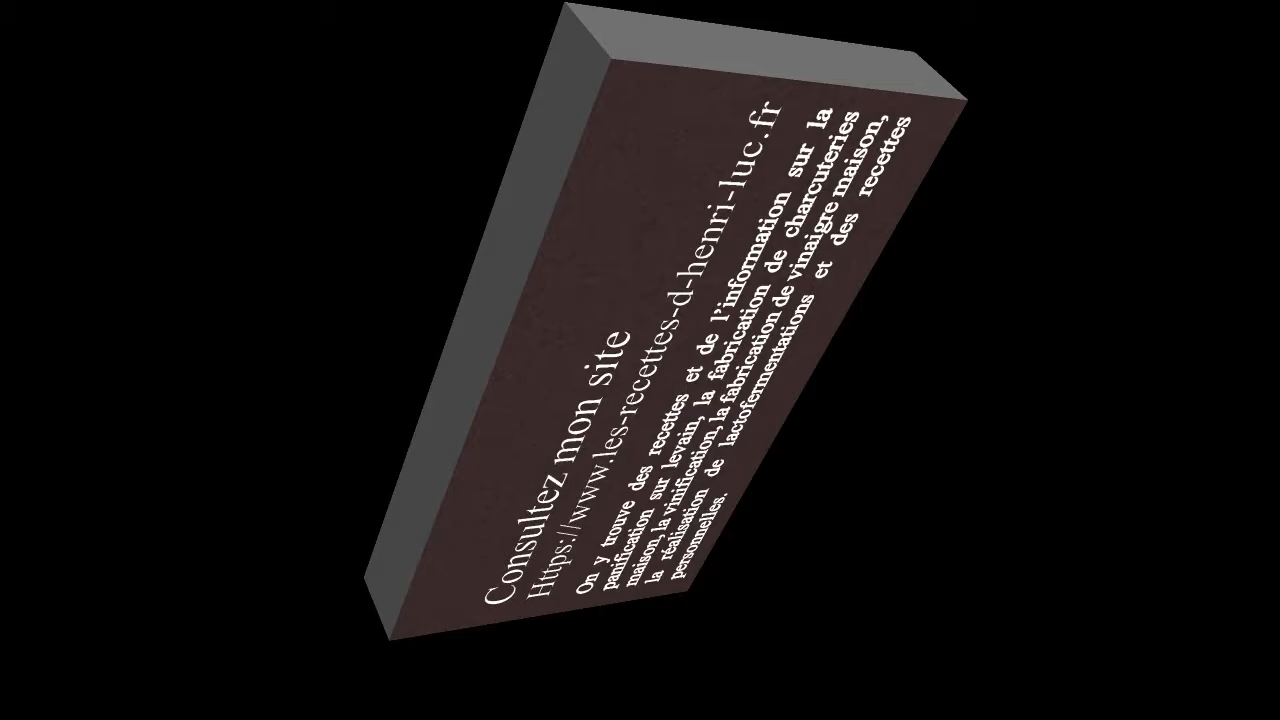 Consultez mon site
Https://www.les-recettes-d-henri-luc.fr
On y trouve des recettes et de l'information sur la
panification sur levain, la fabrication de charcuteries
maison, la vinification, la fabrication de vinaigre maison,
la réalisation de lactofermentations et des recettes
personnelles.